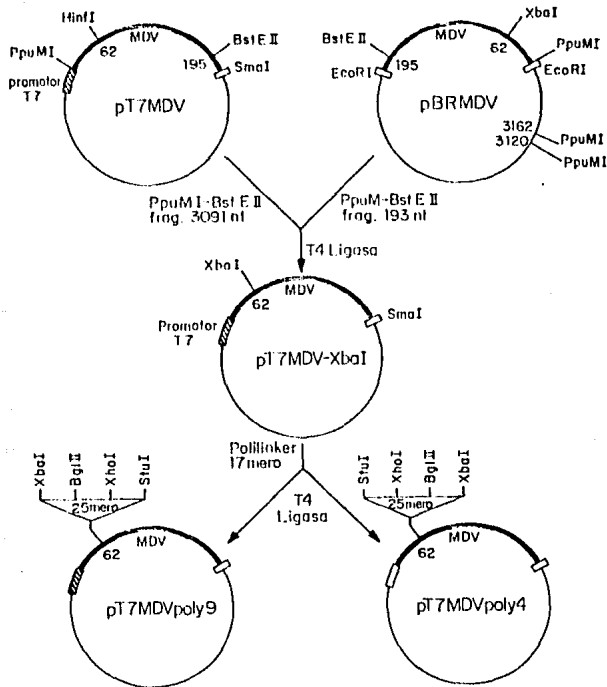 HinfI
MDV
PpuMI
62
BstE II
195
SmaI
promotor
T7
pT7MDV
XbaI
MDV
BstE II
62
PpuMI
EcoRI
195
EcoRI
pBRMDV
3162
3120
PpuMI
PpuMI
PpuM I-Bst E II
frag. 3091 nt
PpuM-BstE II
frag. 193 nt
T4 Ligasa
XbaI
MDV
62
Promotor
T7
SmaI
pT7MDV-XbaI
Polilinker
17mero
T4
Ligasa
XbaI
BglII
XhoI
StuI
25mero
62
MDV
pT7MDVpoly9
StuI
XhoI
BglII
XbaI
25mero
62
MDV
pT7MDVpoly4